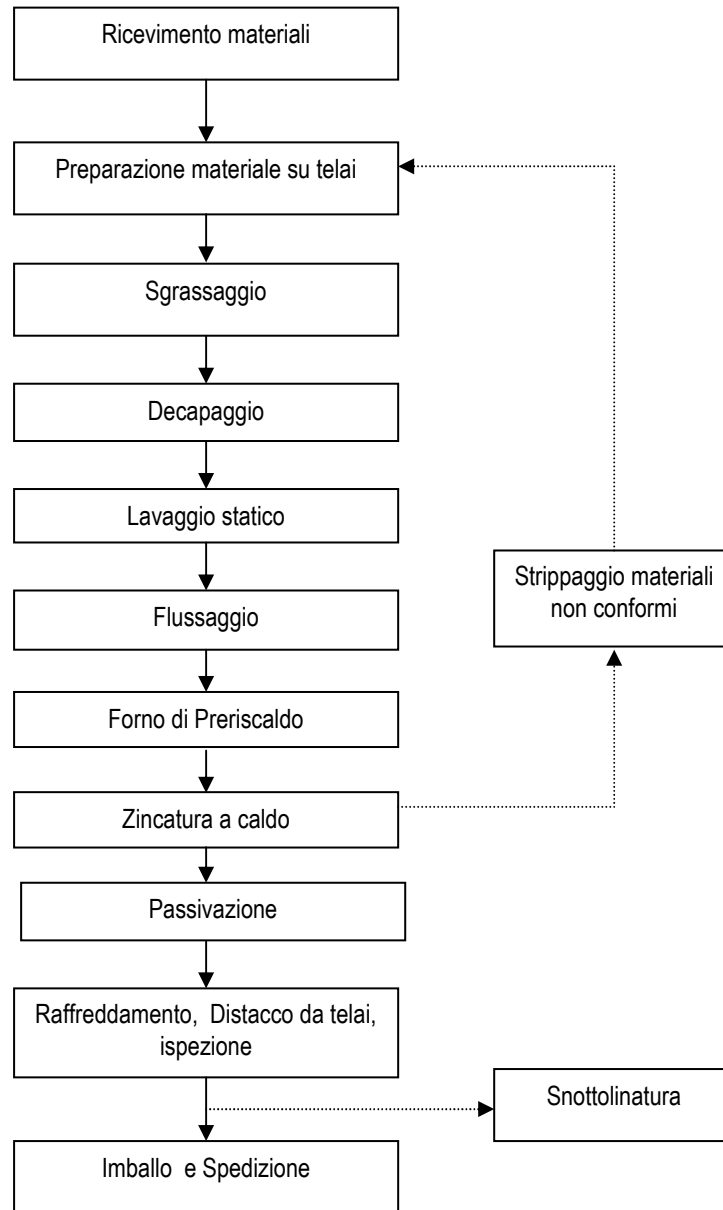 Ricevimento materiali
Preparazione materiale su telai
Sgrassaggio
Decapaggio
Lavaggio statico
Strippaggio materiali
non conformi
Flussaggio
Forno di Preriscaldo
Zincatura a caldo
Passivazione
Raffreddamento, Distacco da telai,
ispezione
Snottolinatura
Imballo e Spedizione